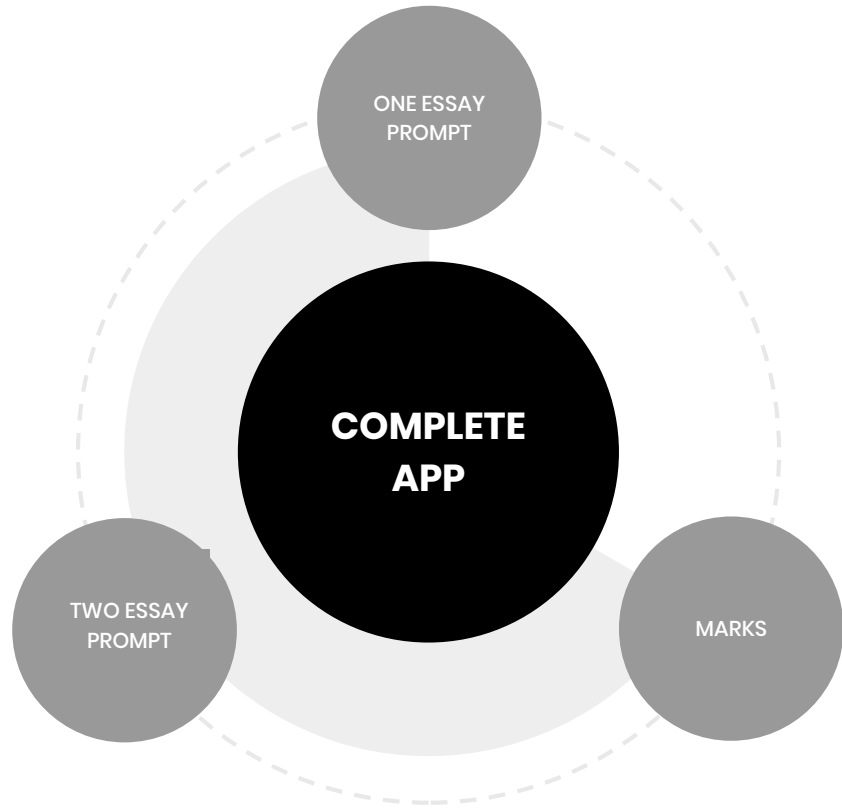 ONE ESSAY
PROMPT
COMPLETE
APP
TWO ESSAY
PROMPT
MARKS